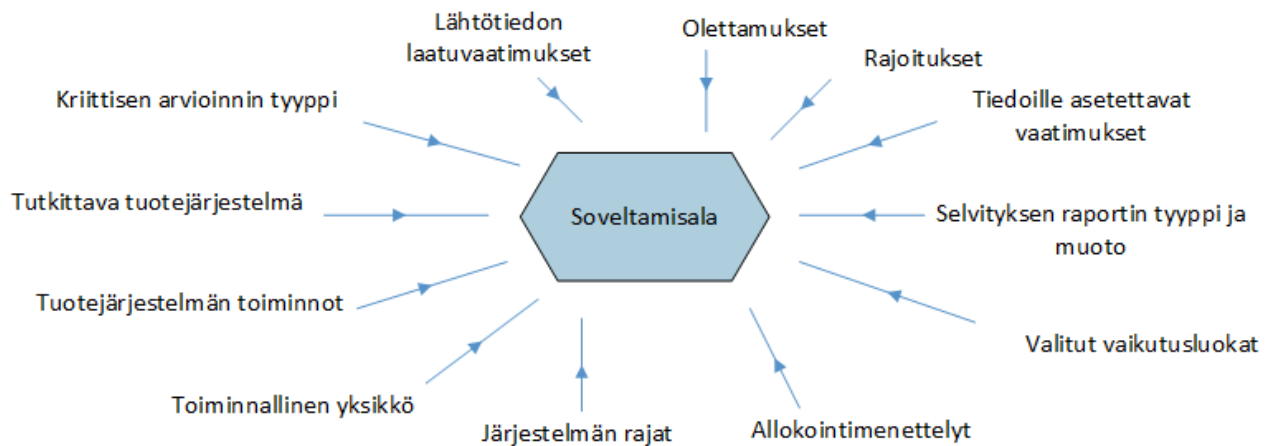 Lähtötiedon
laatuvaatimukset
Olettamukset
Rajoitukset
Kriittisen arvioinnin tyyppi
Tiedoille asetettavat
vaatimukset
Tutkittava tuotejärjestelmä
Soveltamisala
Selvityksen raportin tyyppi ja
muoto
Tuotejärjestelmän toiminnot
Valitut vaikutusluokat
Toiminnallinen yksikkö
Järjestelmän rajat
Allokointimenettelyt